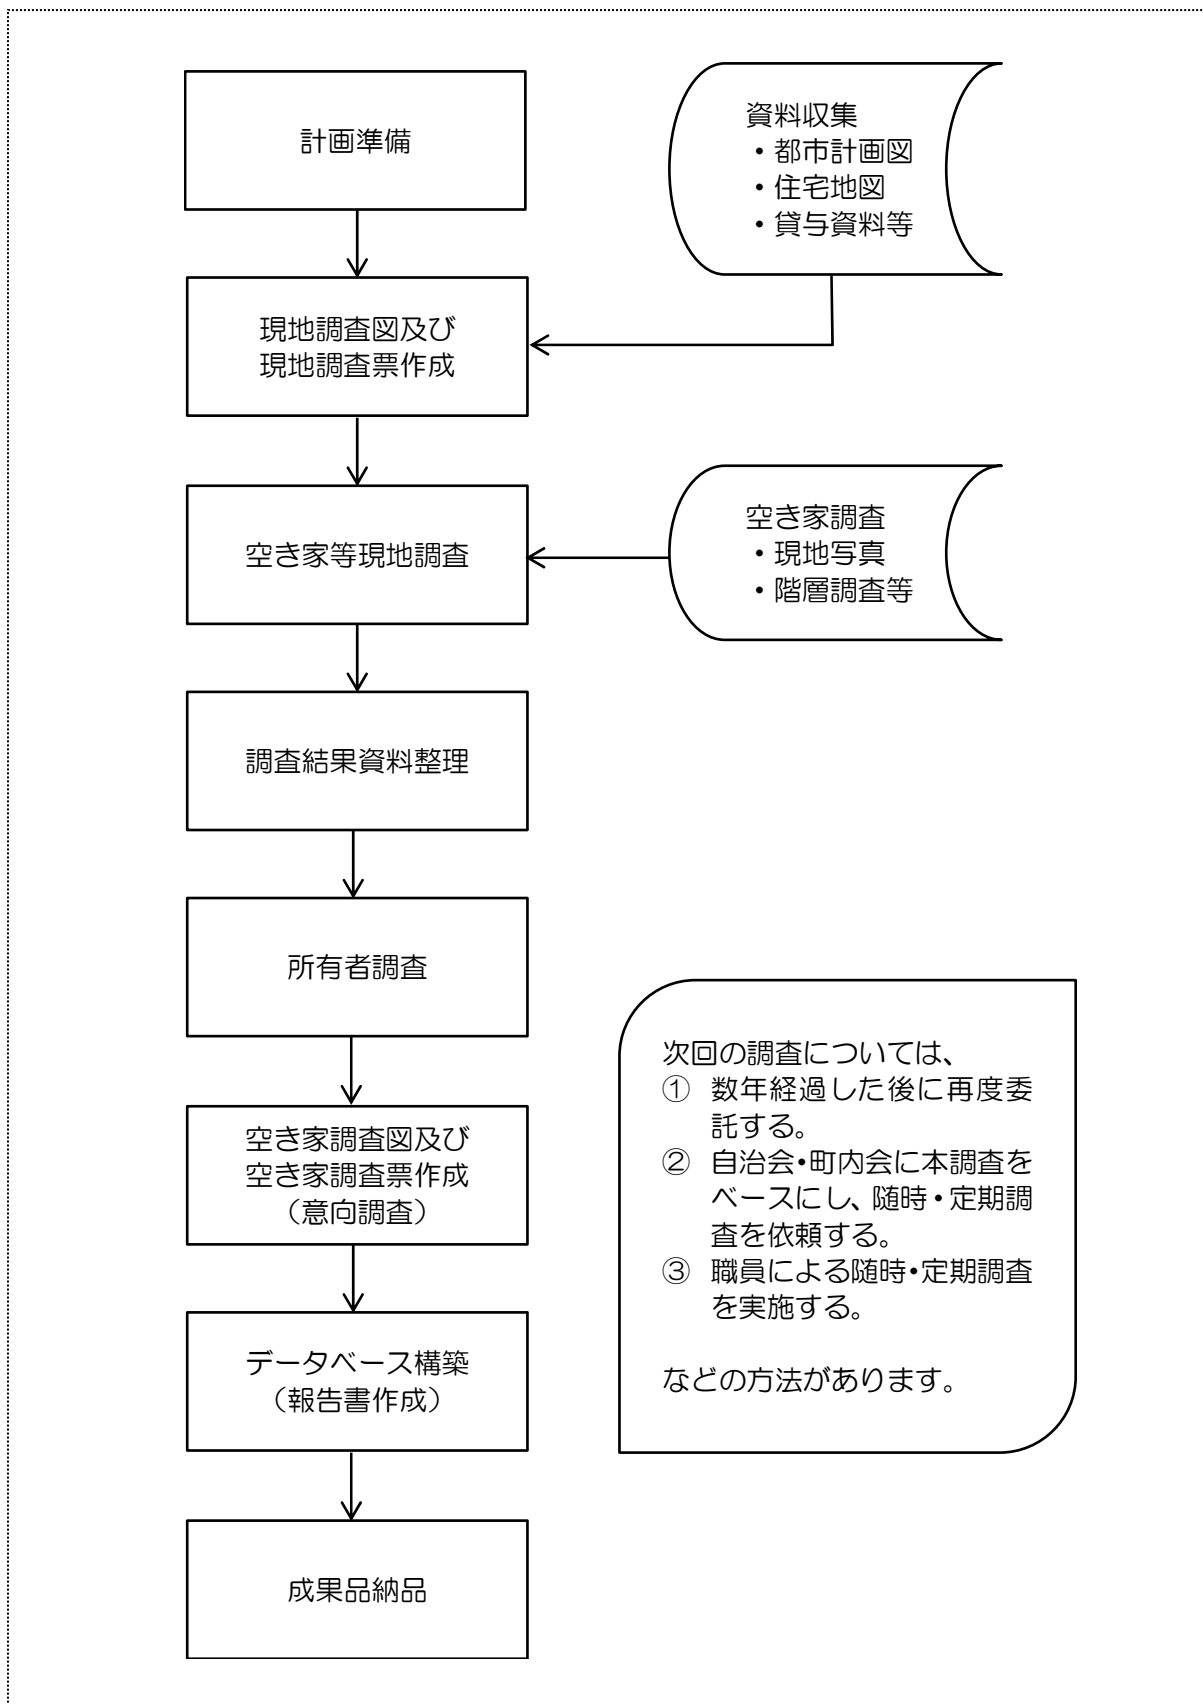 計画準備
資料収集
・都市計画図
・住宅地図
・貸与資料等
現地調査図及び
現地調査票作成
空き家等現地調査
空き家調査
・現地写真
・階層調査等
調査結果資料整理
所有者調査
空き家調査図及び
空き家調査票作成
（意向調査）
データベース構築
（報告書作成）
成果品納品
次回の調査については、
① 数年経過した後に再度委
託する。
② 自治会・町内会に本調査を
ベースにし、随時・定期調
査を依頼する。
③ 職員による随時・定期調査
を実施する。
などの方法があります。